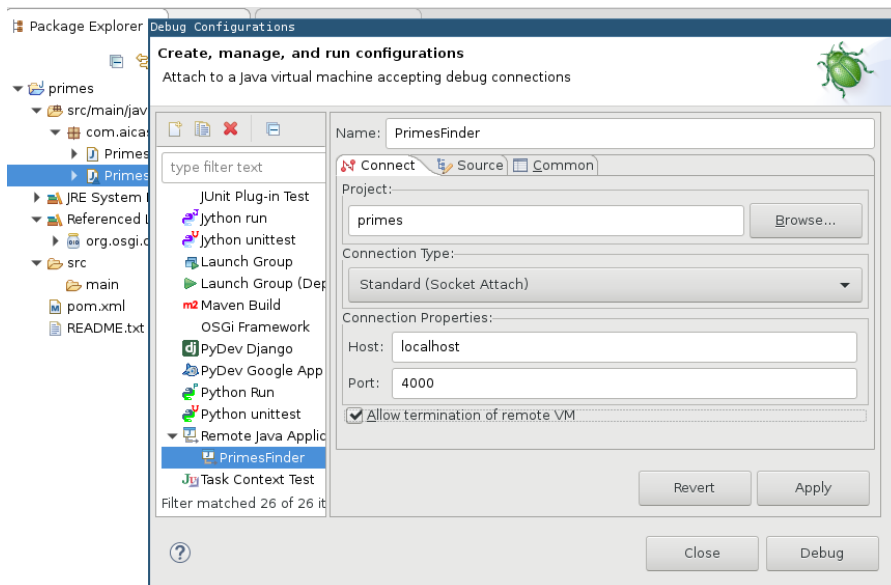 Package Explorer
Debug Configurations
Create, manage, and run configurations
Attach to a Java virtual machine accepting debug connections
primes
src/main/jav
com.aicas
Primes
Primes
JRE System
Referenced L
org.osgi.c
src
main
pom.xml
README.txt
type filter text
JUnit Plug-in Test
Jython run
Jython unittest
Launch Group
Launch Group (Dep
m2 Maven Build
OSGi Framework
dj PyDev Django
PyDev Google App
Python Run
Python unittest
Remote Java Applic
PrimesFinder
Ju Task Context Test
Filter matched 26 of 26 it
Name: PrimesFinder
Connect Source Common
Project:
primes Browse...
Connection Type:
Standard (Socket Attach)
Connection Properties:
Host: localhost
Port: 4000
Allow termination of remote VM
Revert Apply
? Close Debug